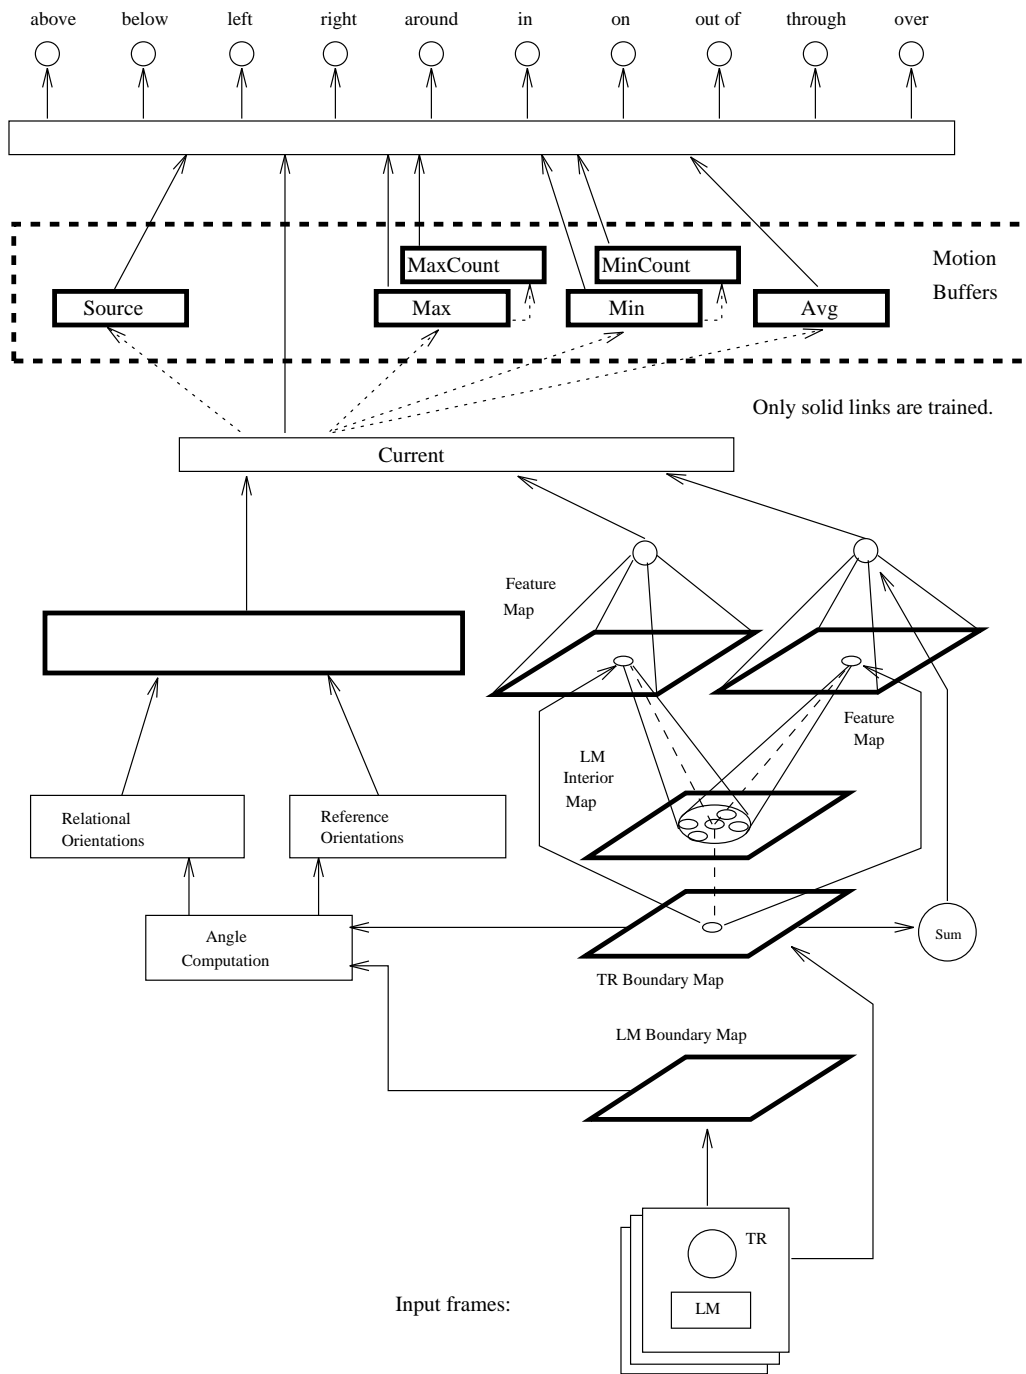 above below left right around in on out of through over
MaxCount MinCount Motion
Buffers
Source Max Min Avg
Only solid links are trained.
Current
Feature
Map
Feature
Map
LM
Interior
Map
Relational
Orientations
Reference
Orientations
Angle
Computation
Sum
TR Boundary Map
LM Boundary Map
TR
LM
Input frames: